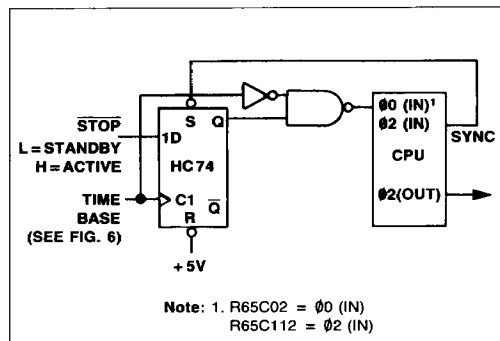 S̅T̅O̅P̅
L = STANDBY
H = ACTIVE
TIME
BASE
(SEE FIG. 6)
S
1D
Q
HC74
C1
Q̅
R
+ 5V
Ø0 (IN)¹
Ø2 (IN)
SYNC
CPU
Ø2(OUT)
Note: 1. R65C02 = Ø0 (IN)
R65C112 = Ø2 (IN)